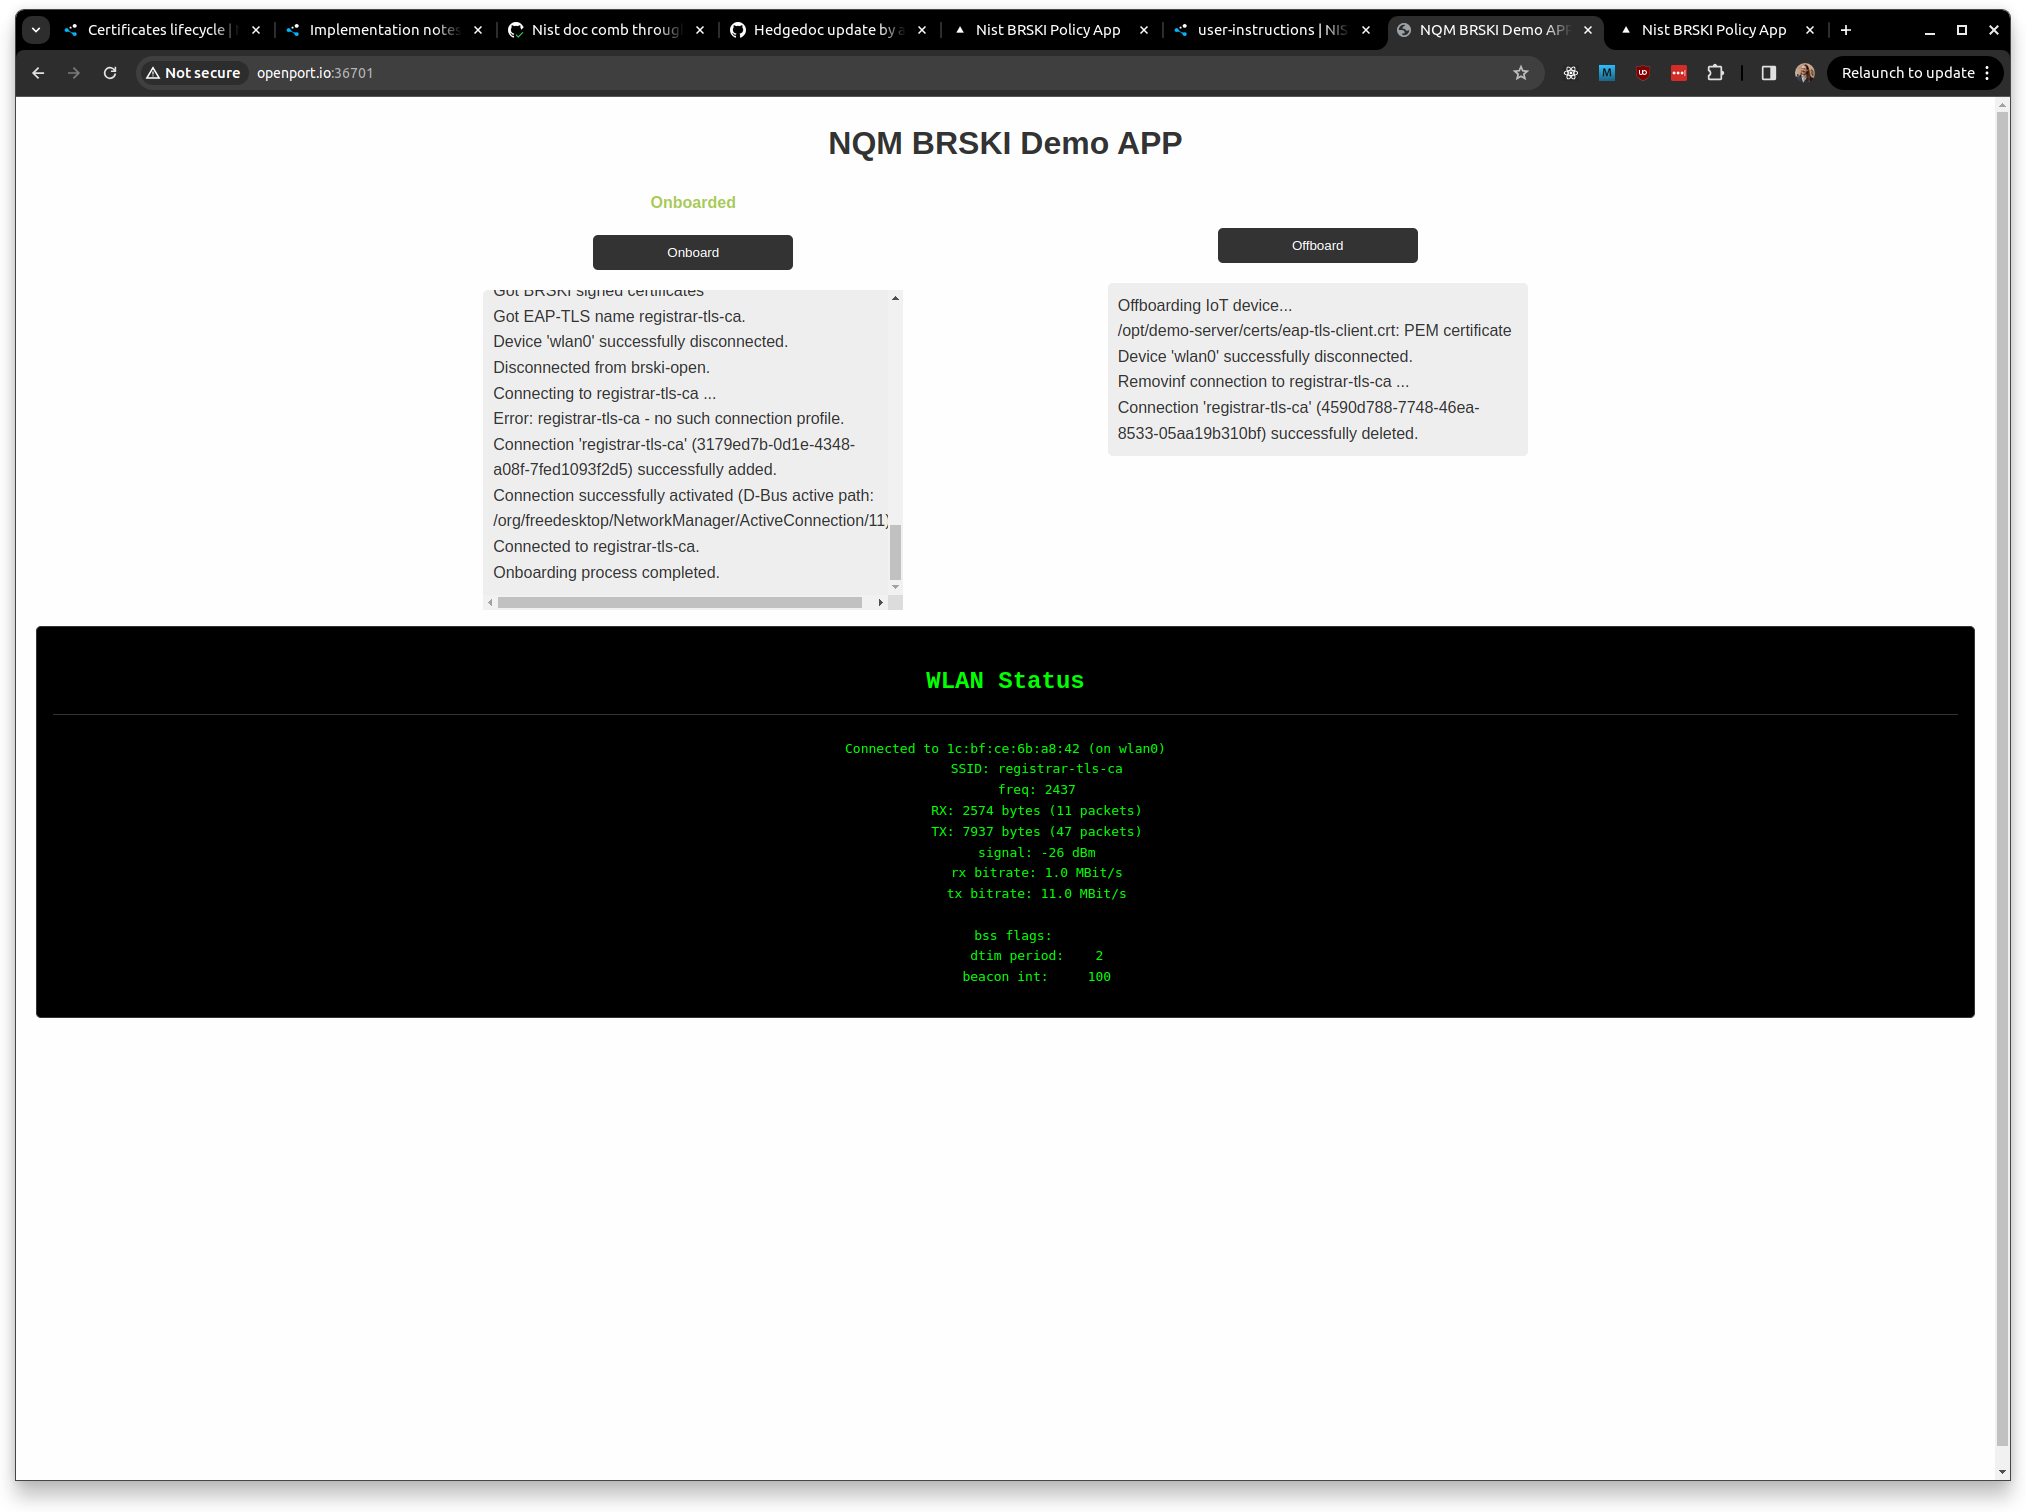 Certificates lifecycle |
Implementation notes
Nist doc comb throug
Hedgedoc update by a
Nist BRSKI Policy App
user-instructions | NIS
NQM BRSKI Demo APP
Nist BRSKI Policy App
Not secure
openport.io:36701
M
UD
Relaunch to update
NQM BRSKI Demo APP
Onboarded
Onboard
Got BRSKI signed certificates
Got EAP-TLS name registrar-tls-ca.
Device 'wlan0' successfully disconnected.
Disconnected from brski-open.
Connecting to registrar-tls-ca ...
Error: registrar-tls-ca - no such connection profile.
Connection 'registrar-tls-ca' (3179ed7b-0d1e-4348-
a08f-7fed1093f2d5) successfully added.
Connection successfully activated (D-Bus active path:
/org/freedesktop/NetworkManager/ActiveConnection/11)
Connected to registrar-tls-ca.
Onboarding process completed.
Offboard
Offboarding IoT device...
/opt/demo-server/certs/eap-tls-client.crt: PEM certificate
Device 'wlan0' successfully disconnected.
Removinf connection to registrar-tls-ca ...
Connection 'registrar-tls-ca' (4590d788-7748-46ea-
8533-05aa19b310bf) successfully deleted.
WLAN Status
Connected to 1c:bf:ce:6b:a8:42 (on wlan0)
SSID: registrar-tls-ca
freq: 2437
RX: 2574 bytes (11 packets)
TX: 7937 bytes (47 packets)
signal: -26 dBm
rx bitrate: 1.0 MBit/s
tx bitrate: 11.0 MBit/s
bss flags:
dtim period: 2
beacon int: 100